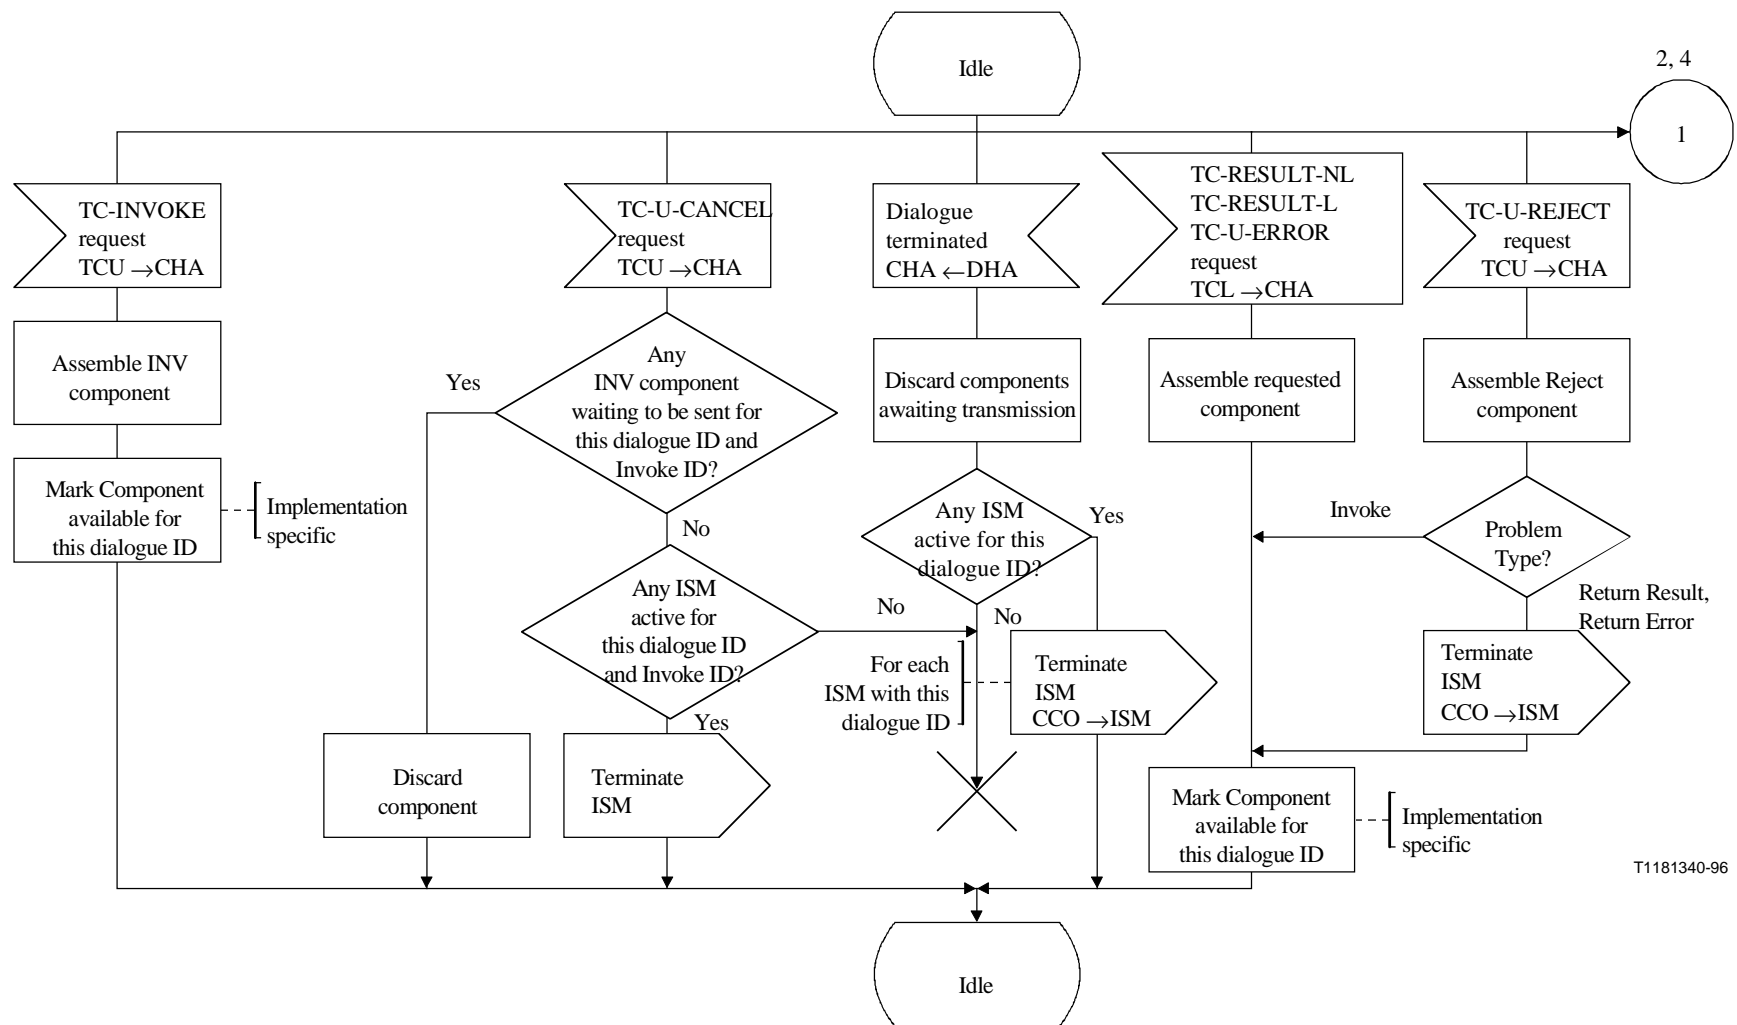 Idle
2, 4
1
TC-INVOKE
request
TCU →CHA
TC-U-CANCEL
request
TCU →CHA
Dialogue
terminated
CHA ←DHA
TC-RESULT-NL
TC-RESULT-L
TC-U-ERROR
request
TCL →CHA
TC-U-REJECT
request
TCU →CHA
Assemble INV
component
Yes
Any
INV component
waiting to be sent for
this dialogue ID and
Invoke ID?
Discard components
awaiting transmission
Assemble requested
component
Assemble Reject
component
Mark Component
available for
this dialogue ID
Implementation
specific
No
Any ISM
active for this
dialogue ID?
Yes
Invoke
Problem
Type?
Any ISM
active for
this dialogue ID
and Invoke ID?
No
No
Return Result,
Return Error
For each
ISM with this
dialogue ID
Terminate
ISM
CCO →ISM
Terminate
ISM
CCO →ISM
Yes
Discard
component
Terminate
ISM
Mark Component
available for
this dialogue ID
Implementation
specific
T1181340-96
Idle